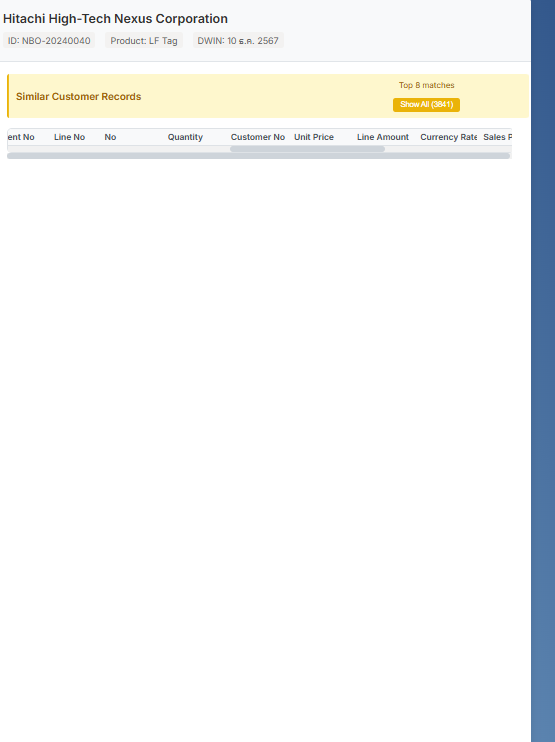 Hitachi High-Tech Nexus Corporation
ID: NBO-20240040 Product: LF Tag DWIN: 10 ธ.ค. 2567
Top 8 matches
Similar Customer Records
Show All (3641)
ent No Line No No Quantity Customer No Unit Price Line Amount Currency Rate Sales P